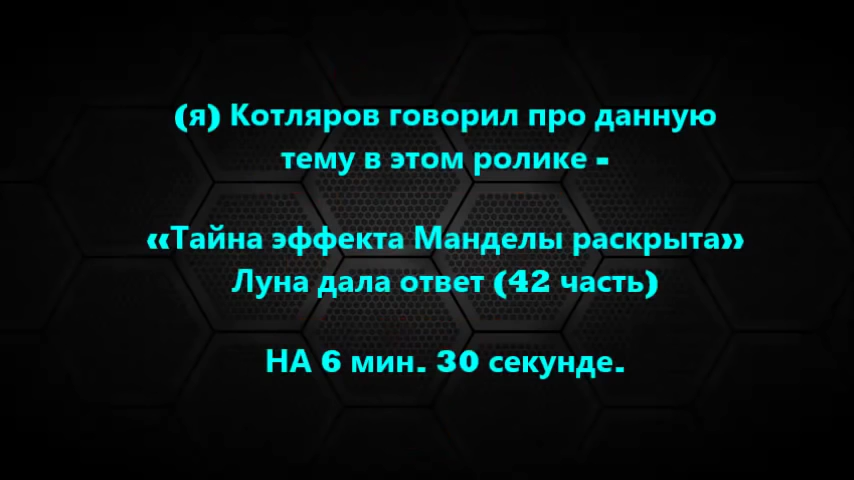 (я) Котляров говорил про данную
тему в этом ролике -
«Тайна эффекта Манделы раскрыта»
Луна дала ответ (42 часть)
НА 6 мин. 30 секунде.